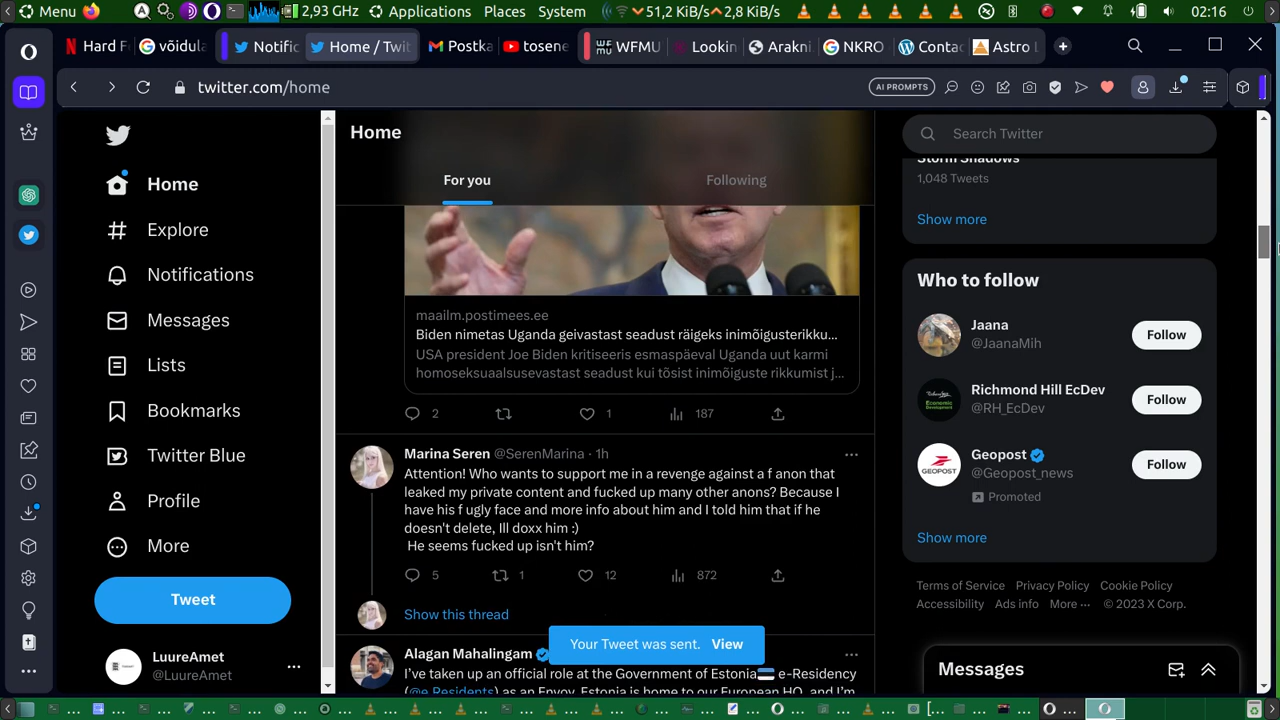 Menu
2,93 GHz
Applications
Places
System
51,2 KiB/s
2,8 KiB/s
02:16
Hard F
võidula
Notific
Home / Twit
Postka
tosene
WFMU
Lookin
Arakni
NKRO
Contac
Astro L
twitter.com/home
AI PROMPTS
Home
Explore
Notifications
Messages
Lists
Bookmarks
Twitter Blue
Profile
More
Tweet
LuureAmet
@LuureAmet
Home
For you
Following
maailm.postimees.ee
Biden nimetas Uganda geivastast seadust räigeks inimõigusterikku...
USA president Joe Biden kritiseeris esmaspäeval Uganda uut karmi
homoseksuaalsusevastast seadust kui tõsist inimõiguste rikkumist j...
2
1
187
Marina Seren @SerenMarina · 1h
Attention! Who wants to support me in a revenge against a f anon that
leaked my private content and fucked up many other anons? Because I
have his f ugly face and more info about him and I told him that if he
doesn't delete, Ill doxx him :)
He seems fucked up isn't him?
5
1
12
872
Show this thread
Your Tweet was sent. View
Alagan Mahalingam
I've taken up an official role at the Government of Estonia e-Residency
(@e_Residents) as an Envoy. Estonia is home to our European HQ, and I'm
Search Twitter
Storm Shadows
1,048 Tweets
Show more
Who to follow
Jaana
@JaanaMih
Follow
Richmond Hill EcDev
@RH_EcDev
Follow
Geopost
@Geopost_news
Follow
Promoted
Show more
Terms of Service Privacy Policy Cookie Policy
Accessibility Ads info More ··· © 2023 X Corp.
Messages